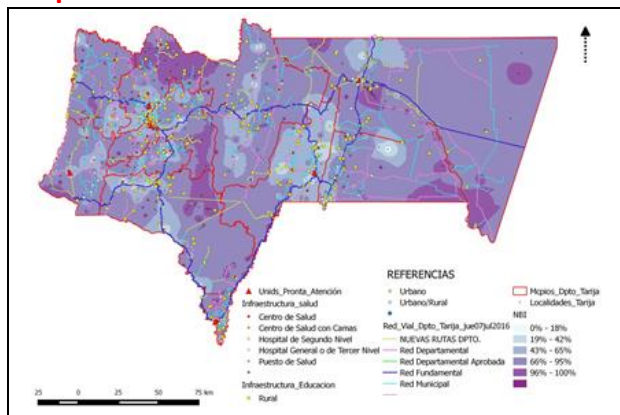 Unids_Pronta_Atención
Infraestructura_salud
Centro de Salud
Centro de Salud con Camas
Hospital de Segundo Nivel
Hospital General o de Tercer Nivel
Puesto de Salud
Infraestructura_Educacion
Rural
REFERENCIAS
Urbano
Urbano/Rural
Red_Vial_Dpto_Tarija_jue07jul2016
NUEVAS RUTAS DPTO.
Red Departamental
Red Departamental Aprobada
Red Fundamental
Red Municipal
Mcpios_Dpto_Tarija
Localidades_Tarija
NBI
0% - 18%
19% - 42%
43% - 65%
66% - 95%
96% - 100%
25 0 25 50 75 km